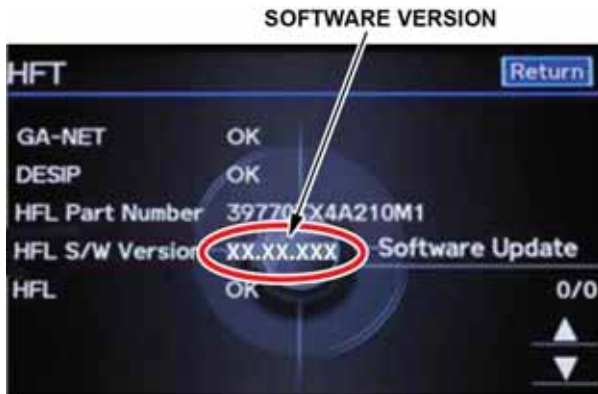 SOFTWARE VERSION
HFT Return
GA-NET OK
DESIP OK
HFL Part Number
HFL S/W Version XX.XX.XXX Software Update
HFL OK 0/0